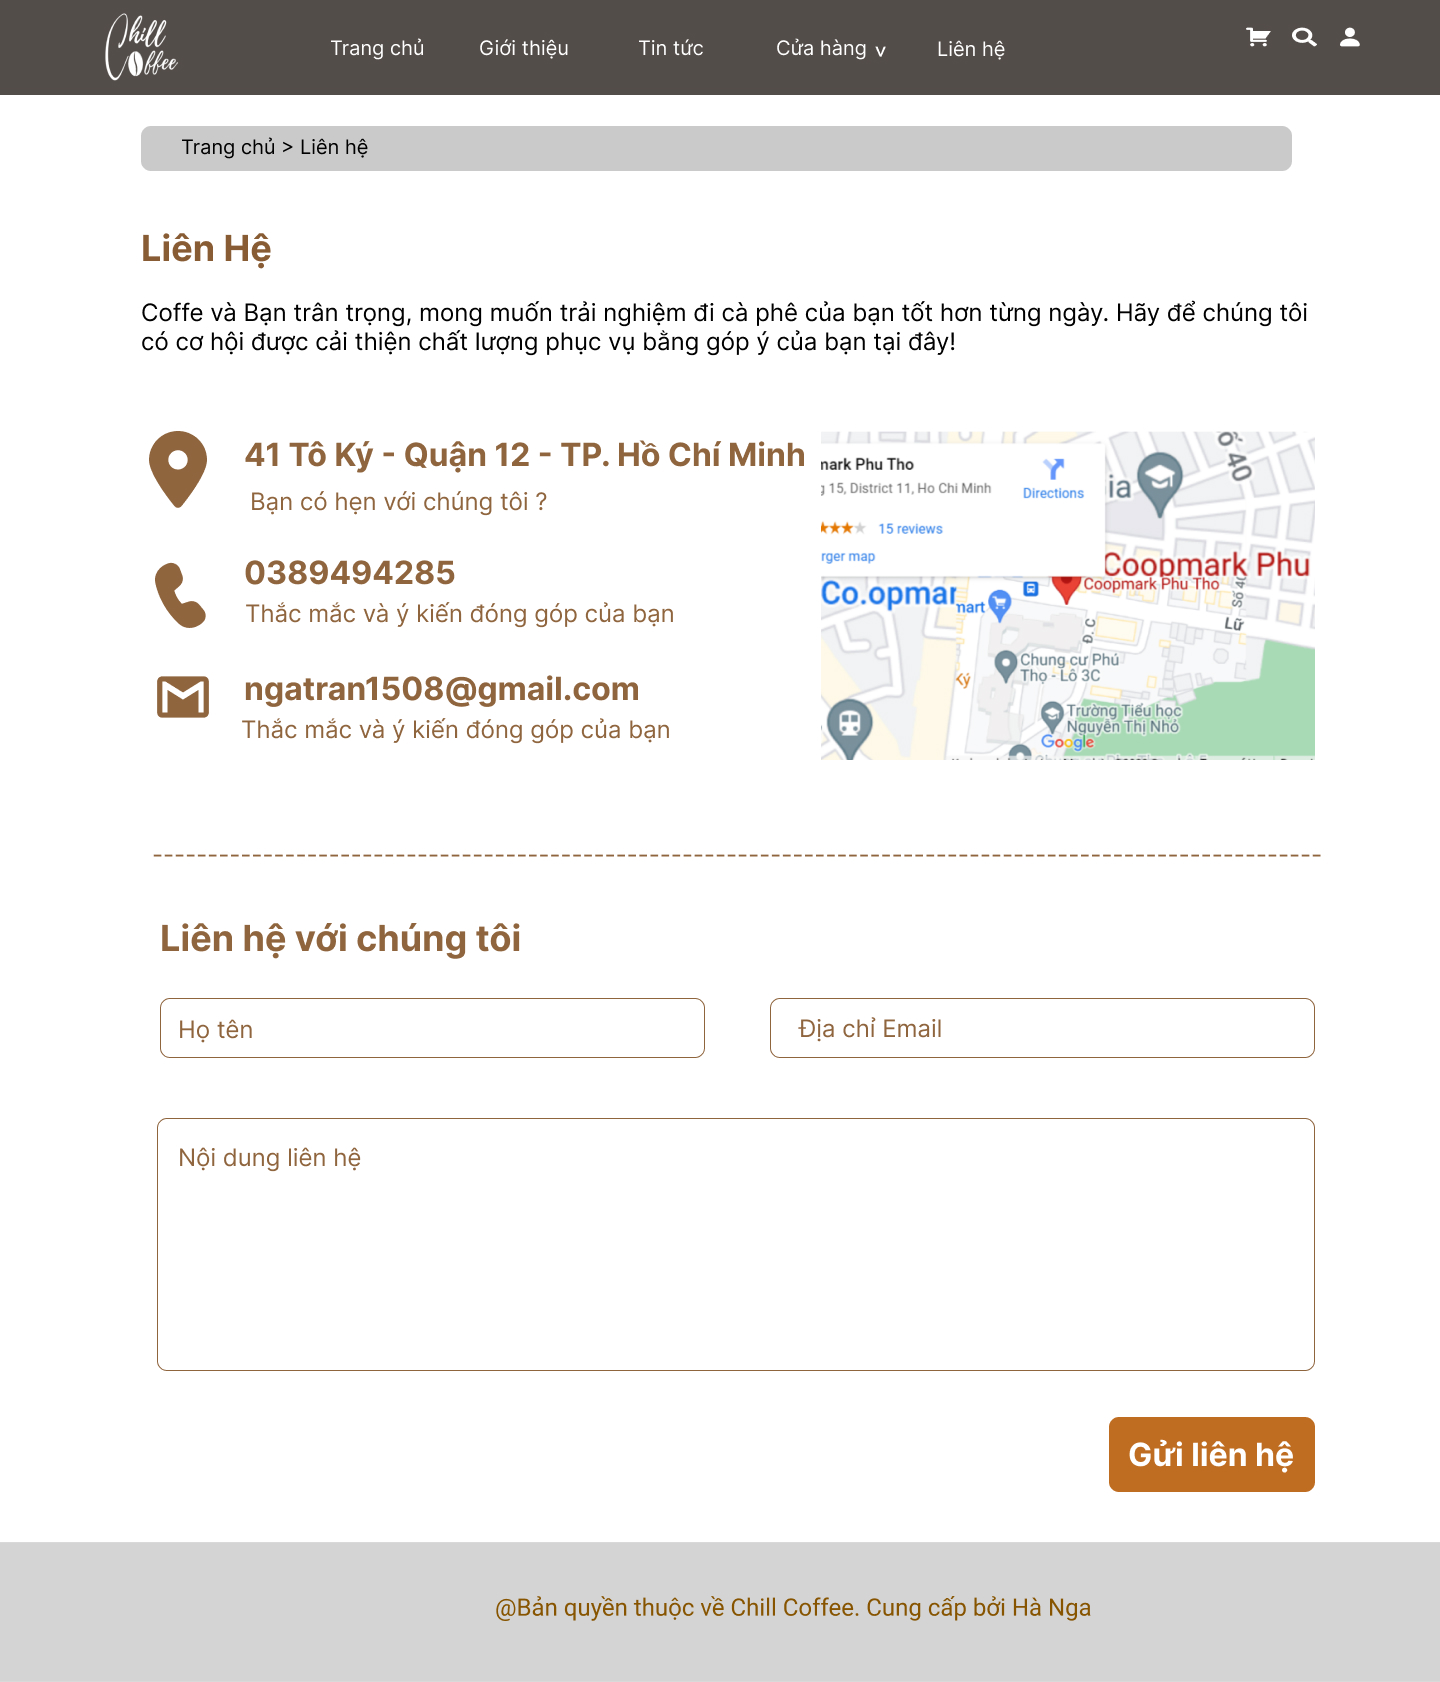 Chill
Coffee
Trang chủ
Giới thiệu
Tin tức
Cửa hàng v
Liên hệ
Trang chủ > Liên hệ
Liên Hệ
Coffe và Bạn trân trọng, mong muốn trải nghiệm đi cà phê của bạn tốt hơn từng ngày. Hãy để chúng tôi
có cơ hội được cải thiện chất lượng phục vụ bằng góp ý của bạn tại đây!
41 Tô Ký - Quận 12 - TP. Hồ Chí Minh
Bạn có hẹn với chúng tôi ?
0389494285
Thắc mắc và ý kiến đóng góp của bạn
ngatran1508@gmail.com
Thắc mắc và ý kiến đóng góp của bạn
mark Phu Tho
15, District 11, Ho Chi Minh
Directions
15 reviews
rger map
ố 40
ia
Coopmark Phu
Coopmark Phu Tho
Co.opmar
mart
Số 40
Lữ
Đ. C
Chung cư Phú
Thọ - Lô 3C
Ký
Trường Tiểu học
Nguyễn Thị Nhỏ
Google
Liên hệ với chúng tôi
Họ tên
Địa chỉ Email
Nội dung liên hệ
Gửi liên hệ
@Bản quyền thuộc về Chill Coffee. Cung cấp bởi Hà Nga